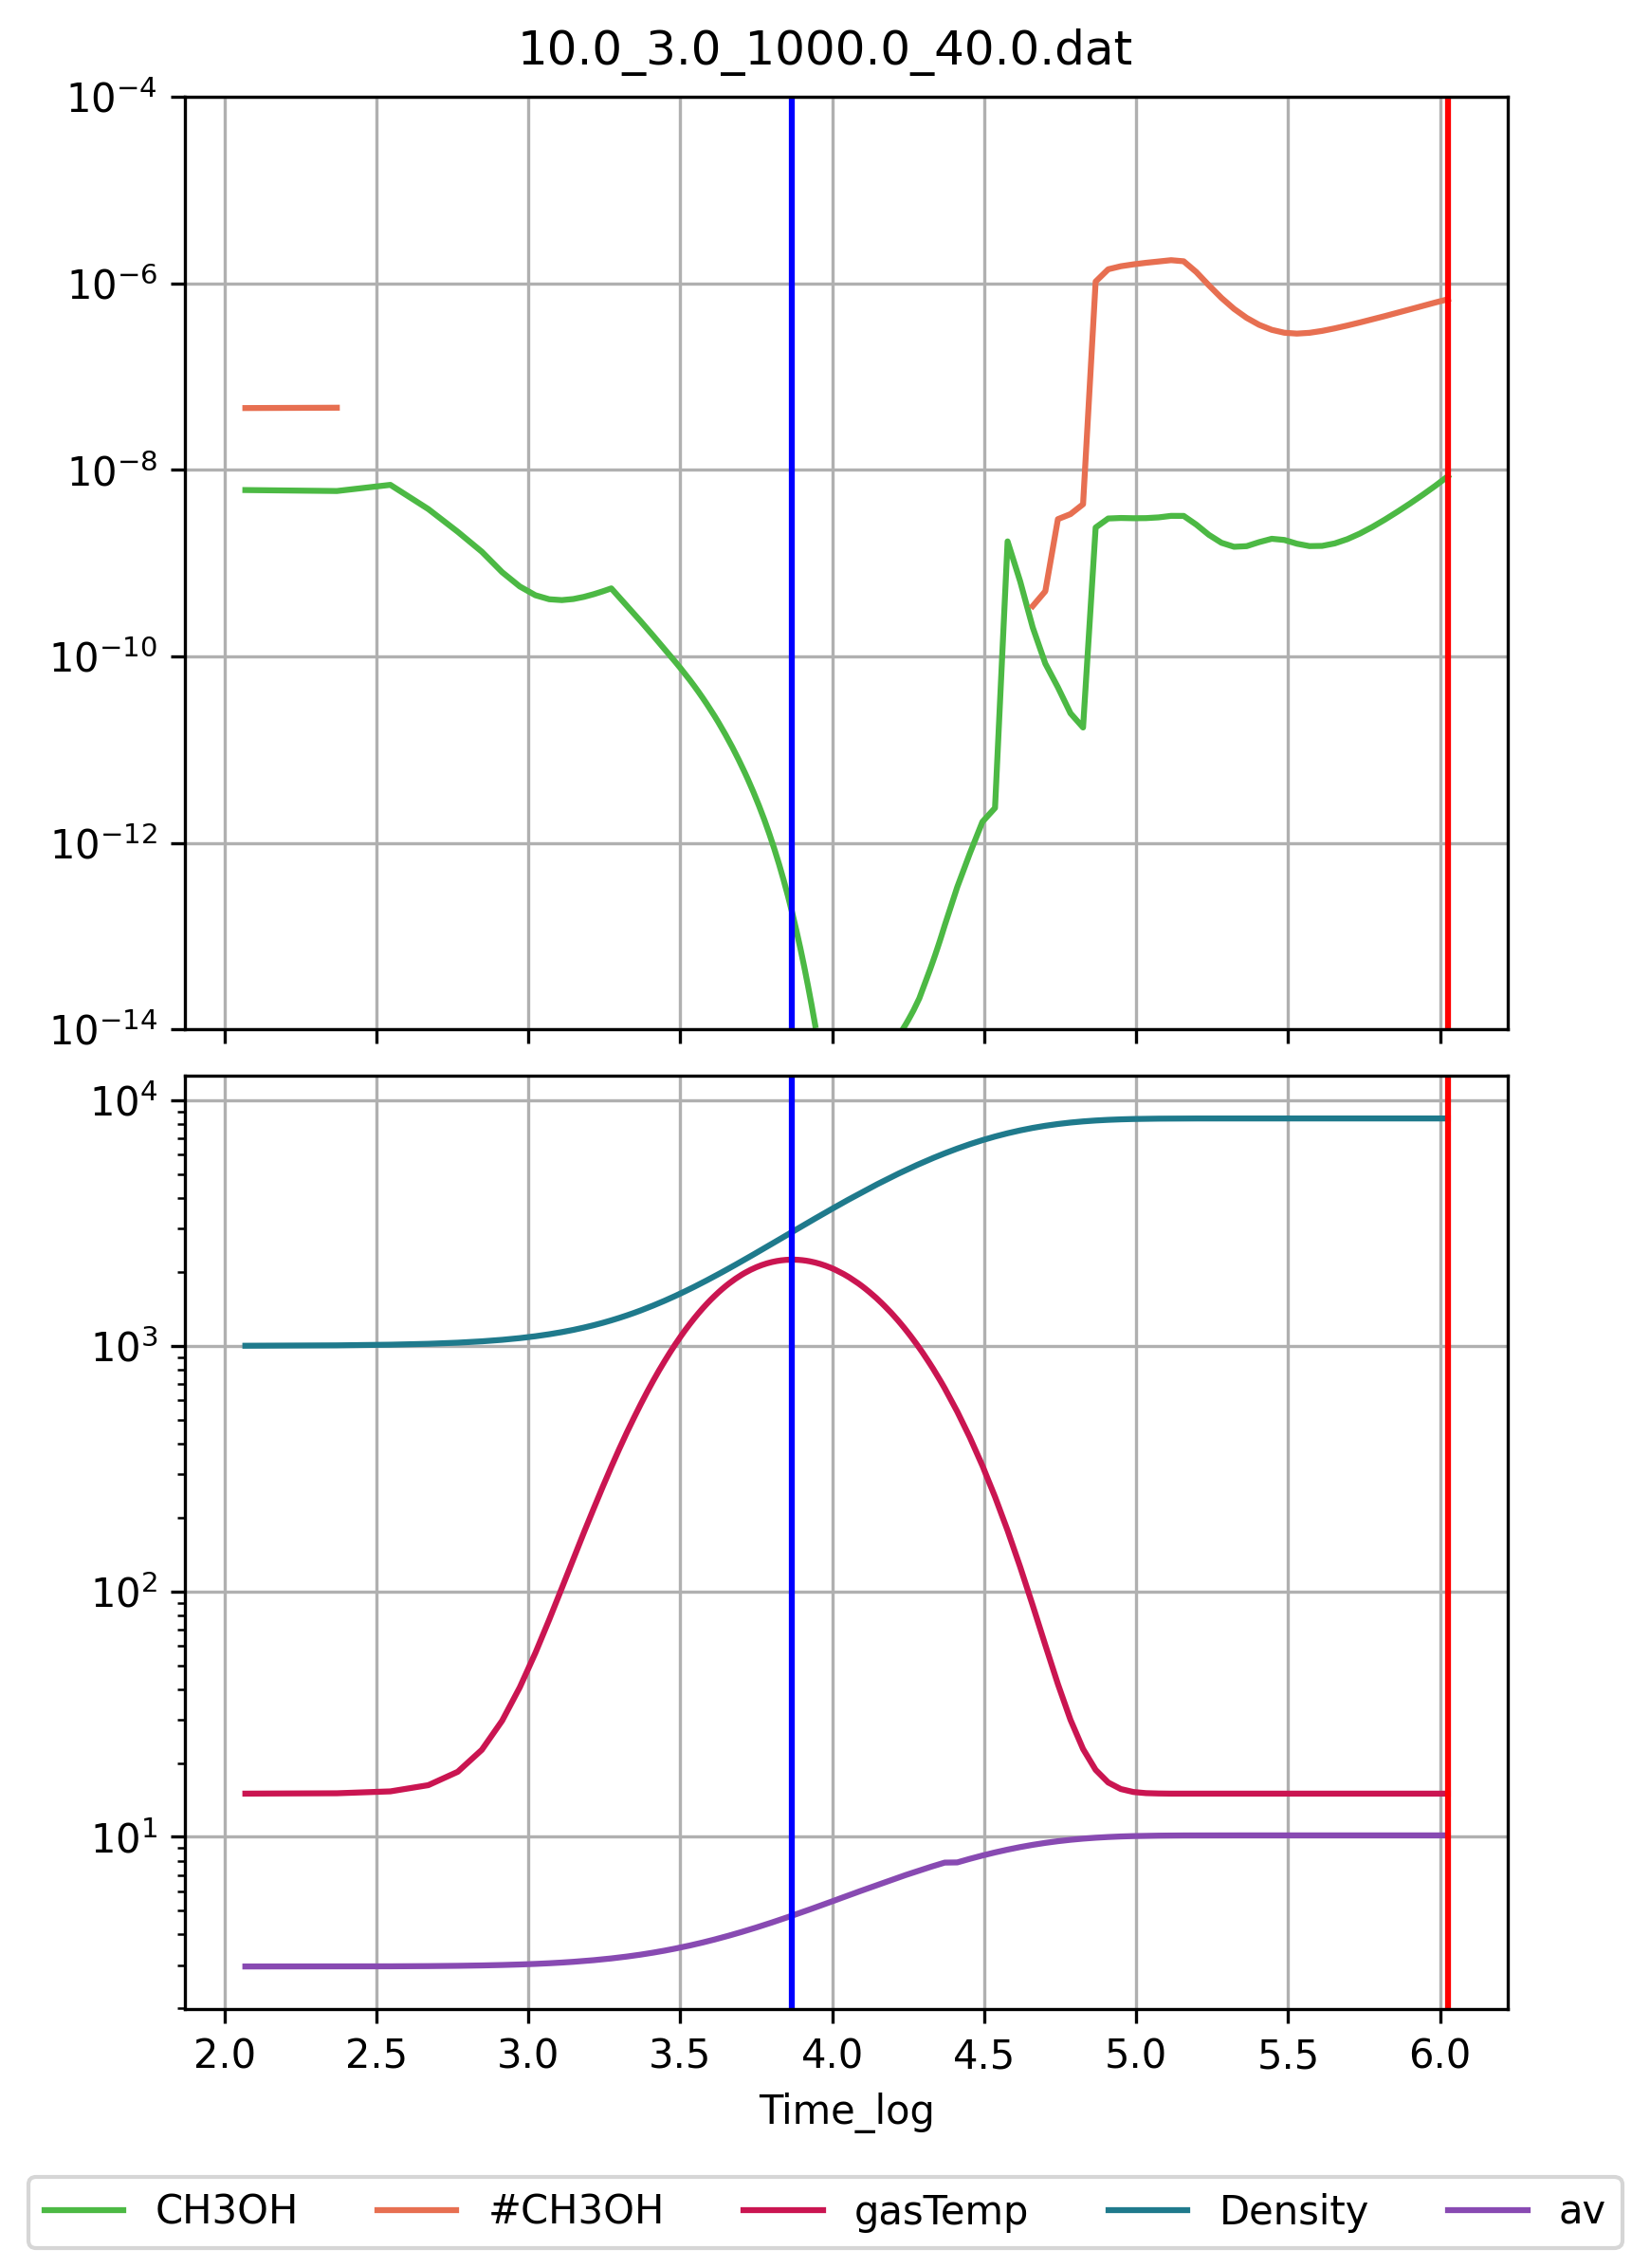 10.0_3.0_1000.0_40.0.dat
10⁻⁴
10⁻⁶
10⁻⁸
10⁻¹⁰
10⁻¹²
10⁻¹⁴
10⁴
10³
10²
10¹
2.0 2.5 3.0 3.5 4.0 4.5 5.0 5.5 6.0
Time_log
CH3OH #CH3OH gasTemp Density av